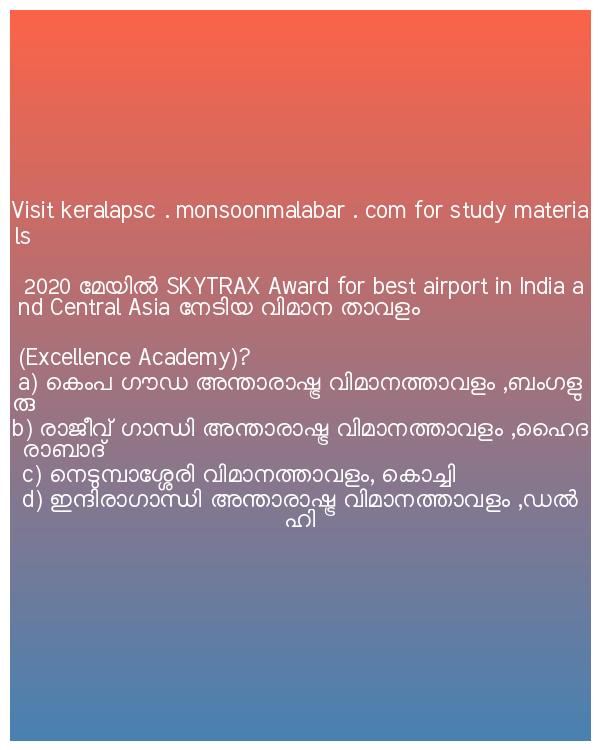 Visit keralapsc . monsoonmalabar . com for study materia
ls
2020 മേയിൽ SKYTRAX Award for best airport in India a
nd Central Asia നേടിയ വിമാന താവളം
(Excellence Academy)?
a) കെംപ ഗൗഡ അന്താരാഷ്ട്ര വിമാനത്താവളം ,ബംഗളു
രു
b) രാജീവ് ഗാന്ധി അന്താരാഷ്ട്ര വിമാനത്താവളം ,ഹൈദ
രാബാദ്
c) നെടുമ്പാശ്ശേരി വിമാനത്താവളം, കൊച്ചി
d) ഇന്ദിരാഗാന്ധി അന്താരാഷ്ട്ര വിമാനത്താവളം ,ഡൽ
ഹി